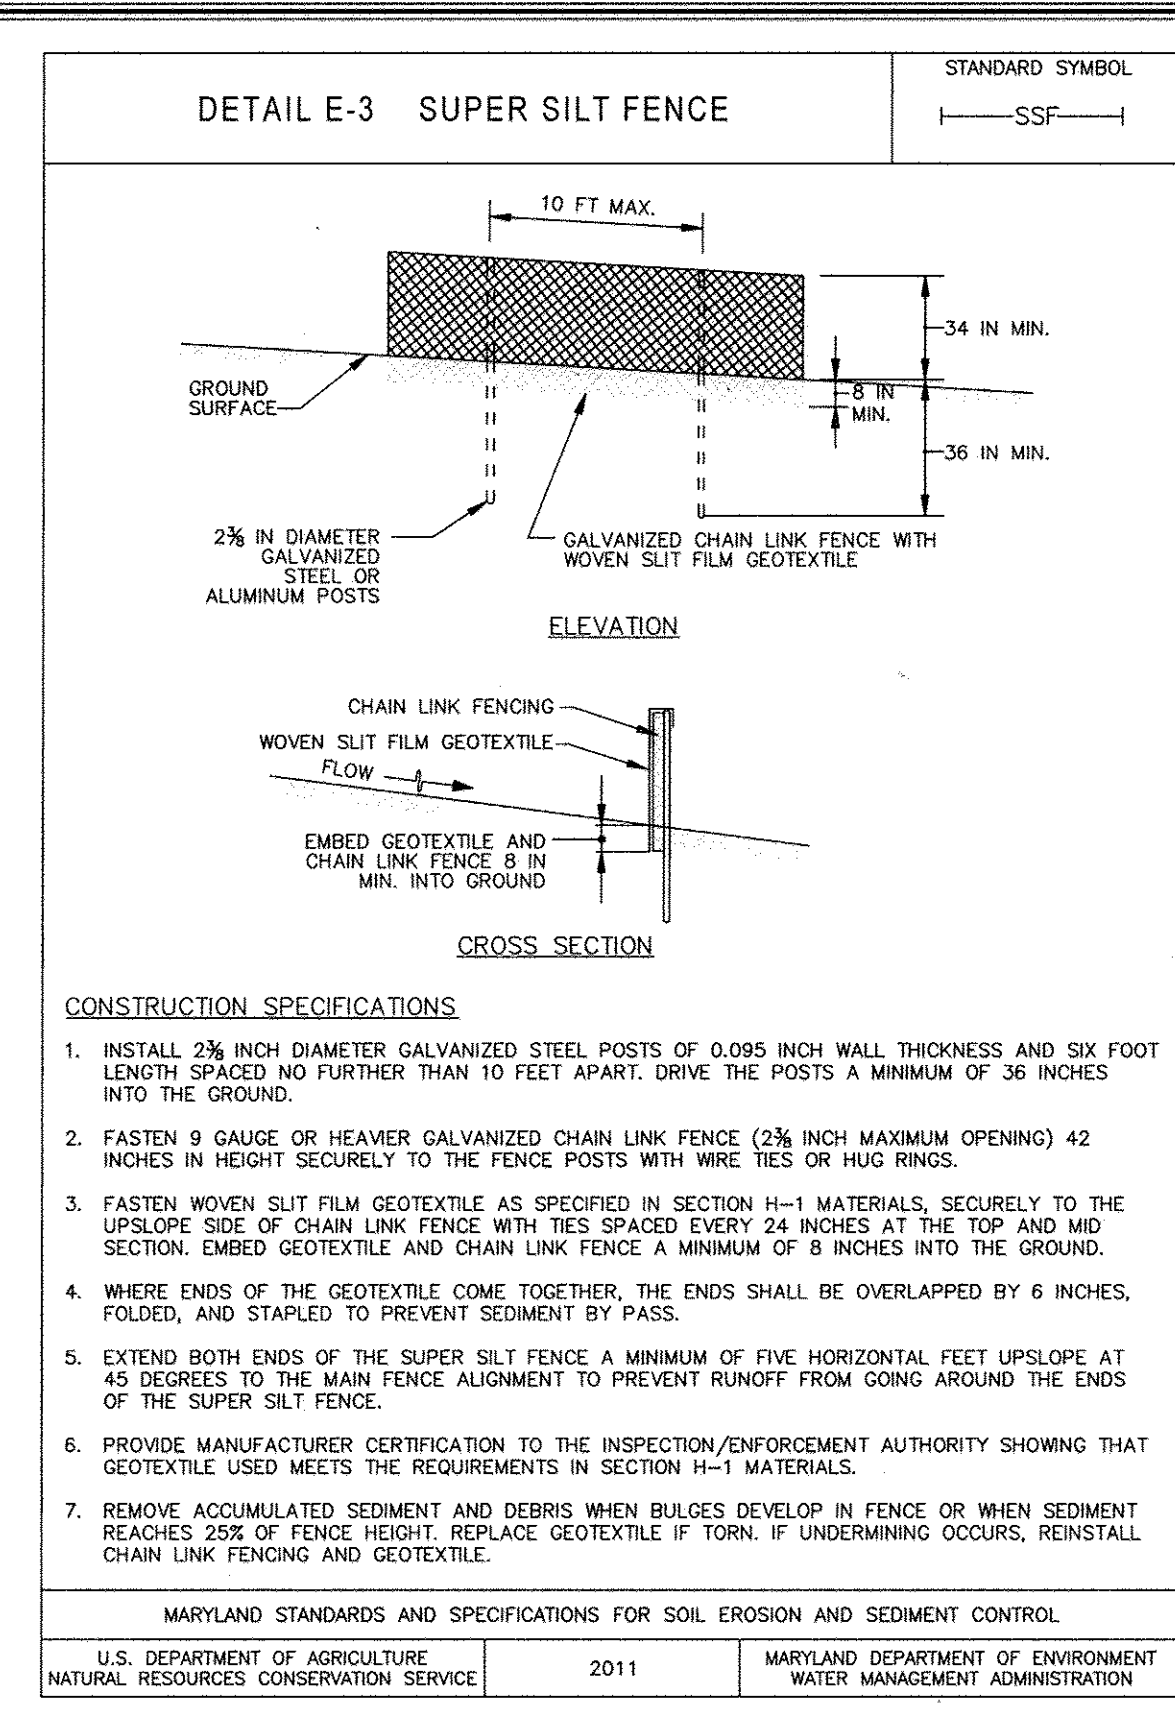 DETAIL E-3 SUPER SILT FENCE
STANDARD SYMBOL
SSF
10 FT MAX.
34 IN MIN.
GROUND
SURFACE
8 IN
MIN.
36 IN MIN.
2⅜ IN DIAMETER
GALVANIZED
STEEL OR
ALUMINUM POSTS
GALVANIZED CHAIN LINK FENCE WITH
WOVEN SLIT FILM GEOTEXTILE
ELEVATION
CHAIN LINK FENCING
WOVEN SLIT FILM GEOTEXTILE
FLOW
EMBED GEOTEXTILE AND
CHAIN LINK FENCE 8 IN
MIN. INTO GROUND
CROSS SECTION
CONSTRUCTION SPECIFICATIONS
1. INSTALL 2⅜ INCH DIAMETER GALVANIZED STEEL POSTS OF 0.095 INCH WALL THICKNESS AND SIX FOOT
LENGTH SPACED NO FURTHER THAN 10 FEET APART. DRIVE THE POSTS A MINIMUM OF 36 INCHES
INTO THE GROUND.
2. FASTEN 9 GAUGE OR HEAVIER GALVANIZED CHAIN LINK FENCE (2⅜ INCH MAXIMUM OPENING) 42
INCHES IN HEIGHT SECURELY TO THE FENCE POSTS WITH WIRE TIES OR HUG RINGS.
3. FASTEN WOVEN SLIT FILM GEOTEXTILE AS SPECIFIED IN SECTION H-1 MATERIALS, SECURELY TO THE
UPSLOPE SIDE OF CHAIN LINK FENCE WITH TIES SPACED EVERY 24 INCHES AT THE TOP AND MID
SECTION. EMBED GEOTEXTILE AND CHAIN LINK FENCE A MINIMUM OF 8 INCHES INTO THE GROUND.
4. WHERE ENDS OF THE GEOTEXTILE COME TOGETHER, THE ENDS SHALL BE OVERLAPPED BY 6 INCHES,
FOLDED, AND STAPLED TO PREVENT SEDIMENT BY PASS.
5. EXTEND BOTH ENDS OF THE SUPER SILT FENCE A MINIMUM OF FIVE HORIZONTAL FEET UPSLOPE AT
45 DEGREES TO THE MAIN FENCE ALIGNMENT TO PREVENT RUNOFF FROM GOING AROUND THE ENDS
OF THE SUPER SILT FENCE.
6. PROVIDE MANUFACTURER CERTIFICATION TO THE INSPECTION/ENFORCEMENT AUTHORITY SHOWING THAT
GEOTEXTILE USED MEETS THE REQUIREMENTS IN SECTION H-1 MATERIALS.
7. REMOVE ACCUMULATED SEDIMENT AND DEBRIS WHEN BULGES DEVELOP IN FENCE OR WHEN SEDIMENT
REACHES 25% OF FENCE HEIGHT. REPLACE GEOTEXTILE IF TORN. IF UNDERMINING OCCURS, REINSTALL
CHAIN LINK FENCING AND GEOTEXTILE.
MARYLAND STANDARDS AND SPECIFICATIONS FOR SOIL EROSION AND SEDIMENT CONTROL
U.S. DEPARTMENT OF AGRICULTURE
NATURAL RESOURCES CONSERVATION SERVICE
2011
MARYLAND DEPARTMENT OF ENVIRONMENT
WATER MANAGEMENT ADMINISTRATION